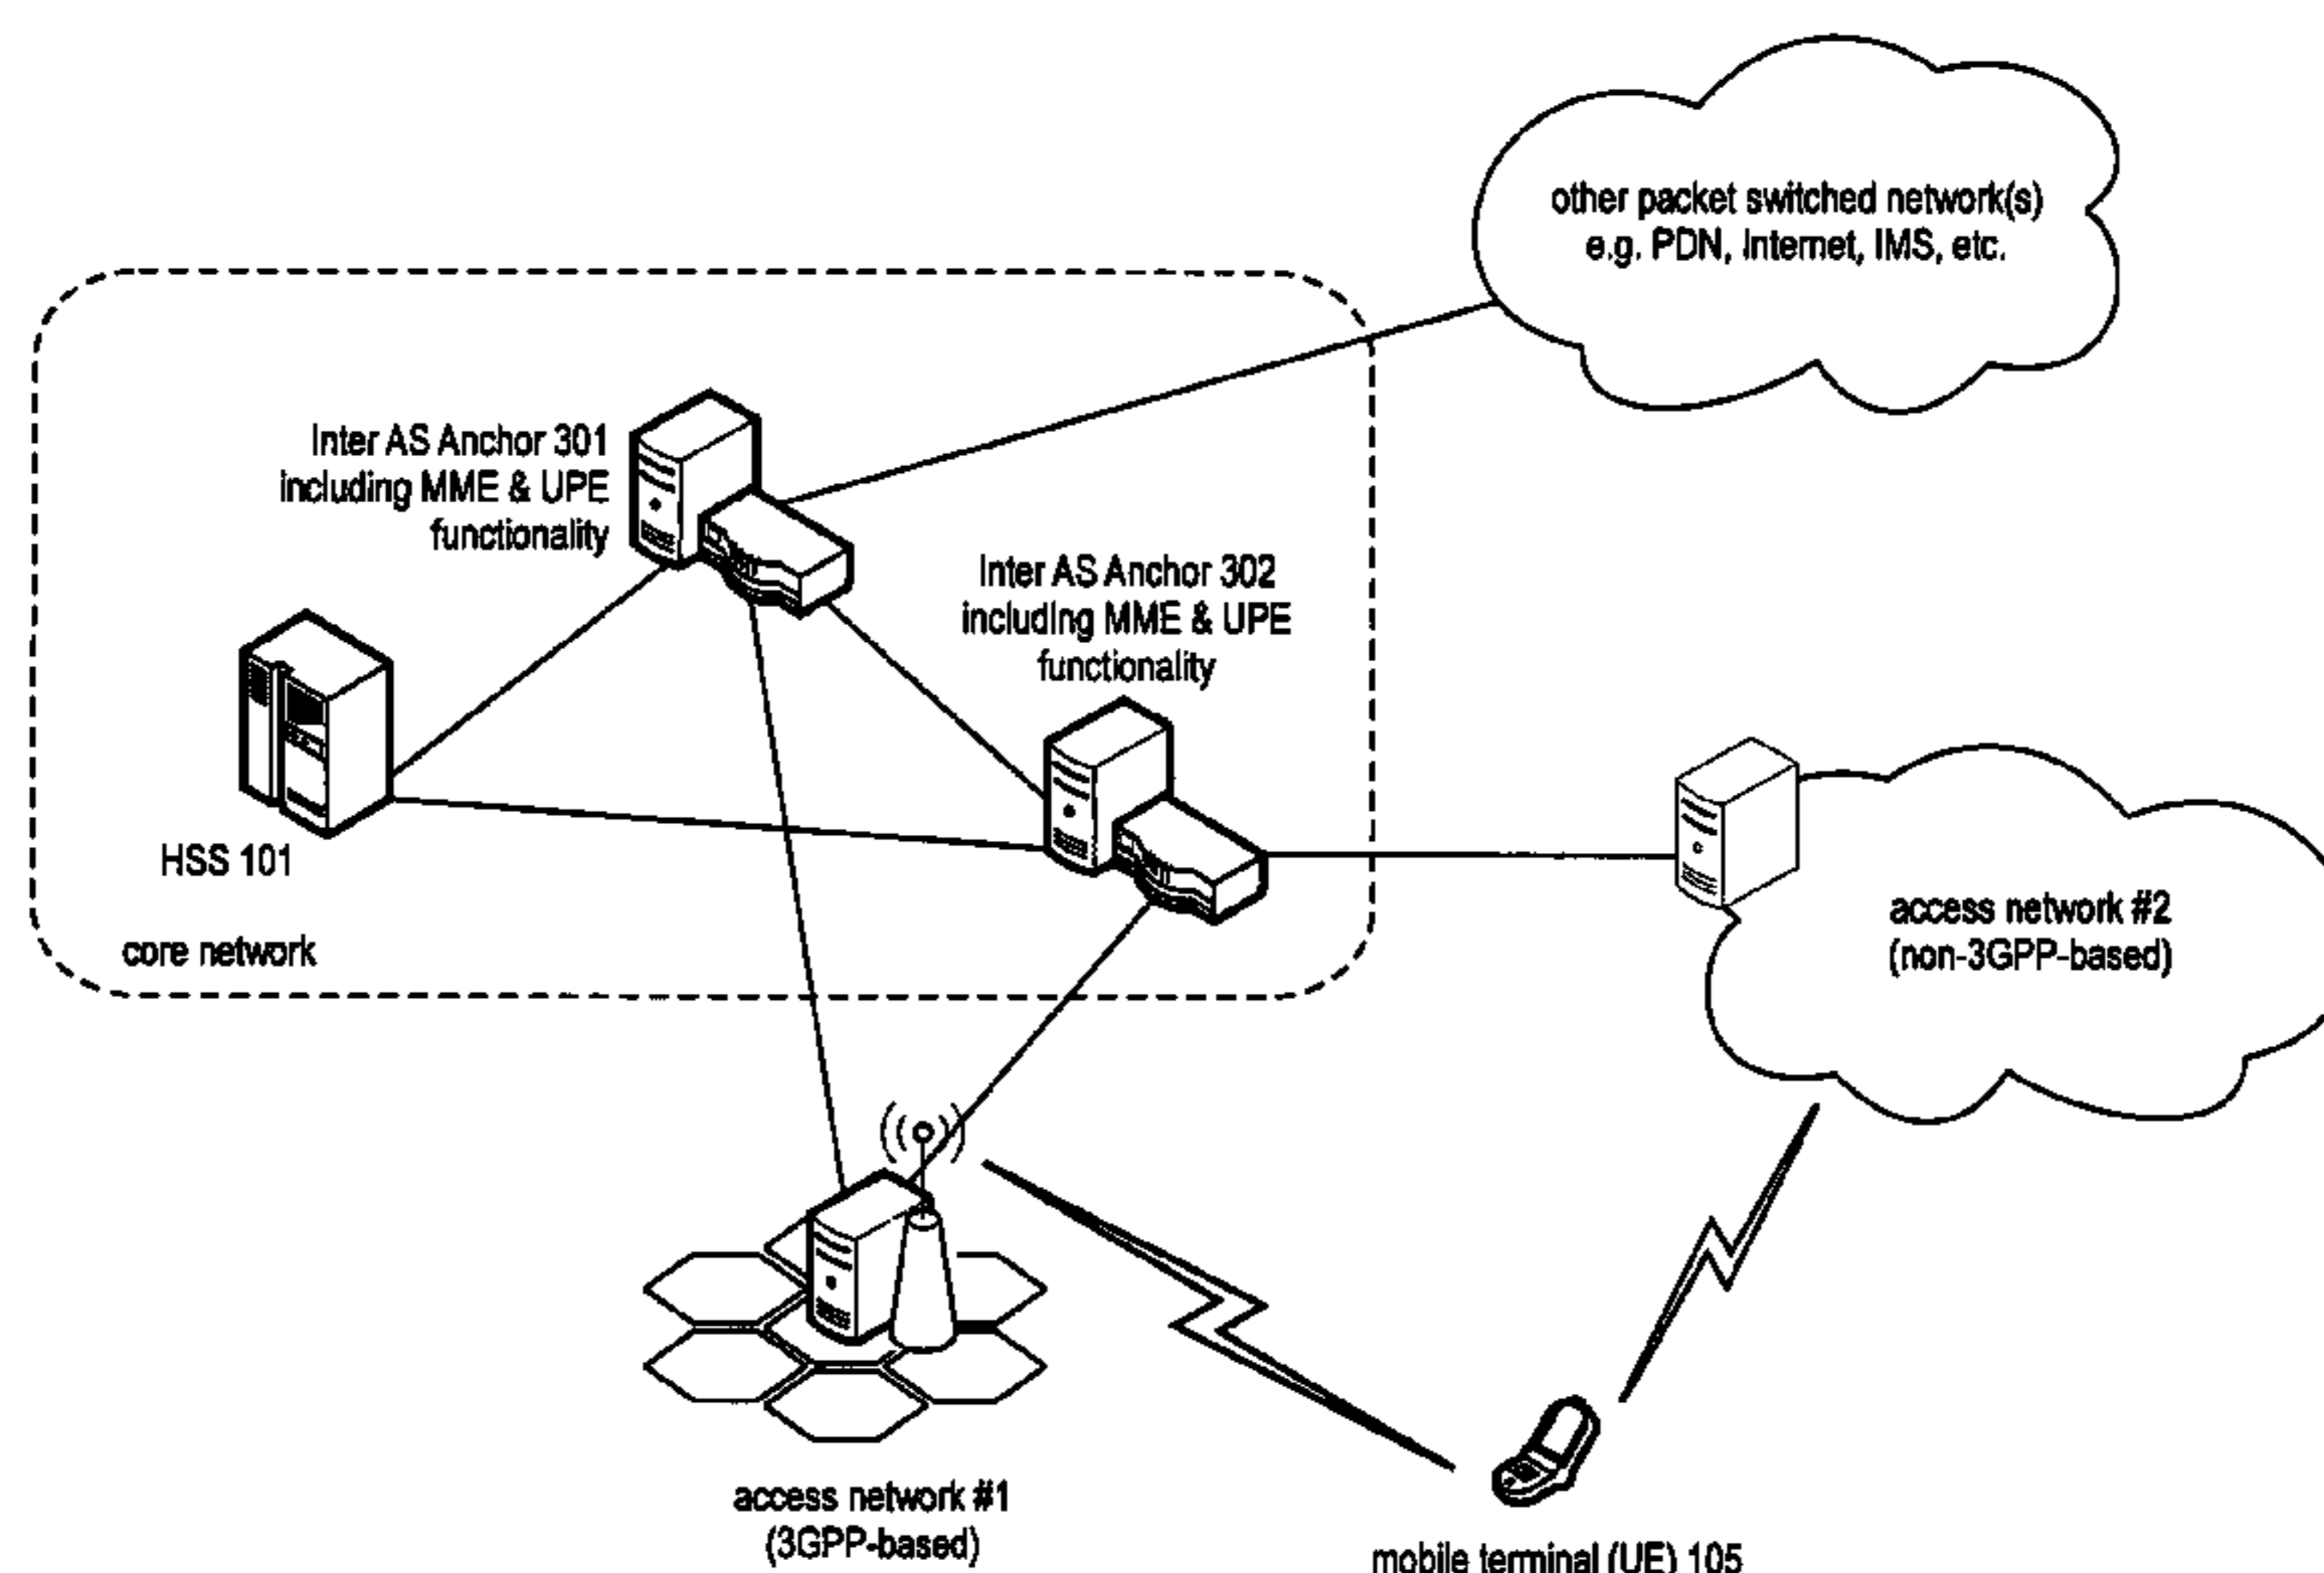 other packet switched network(s)
e.g. PDN, Internet, IMS, etc.
Inter AS Anchor 301
including MME & UPE
functionality
Inter AS Anchor 302
including MME & UPE
functionality
HSS 101
core network
access network #2
(non-3GPP-based)
access network #1
(3GPP-based)
mobile terminal (UE) 105